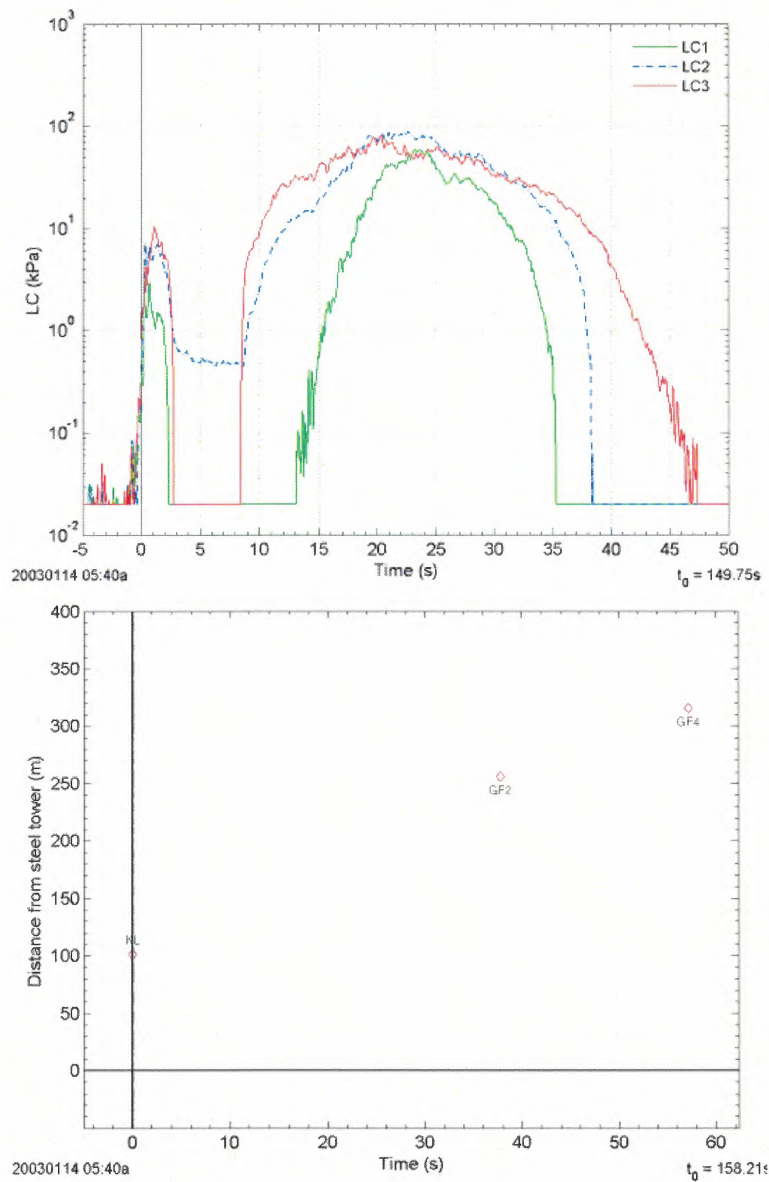 10³
LC1
LC2
LC3
10²
10¹
LC (kPa)
10⁰
10⁻¹
10⁻²
-5 0 5 10 15 20 25 30 35 40 45 50
20030114 05:40a Time (s) t₀ = 149.75s
400
350
300
250
200
150
100
50
0
Distance from steel tower (m)
GF4
GF2
KL
0 10 20 30 40 50 60
20030114 05:40a Time (s) t₀ = 158.21s